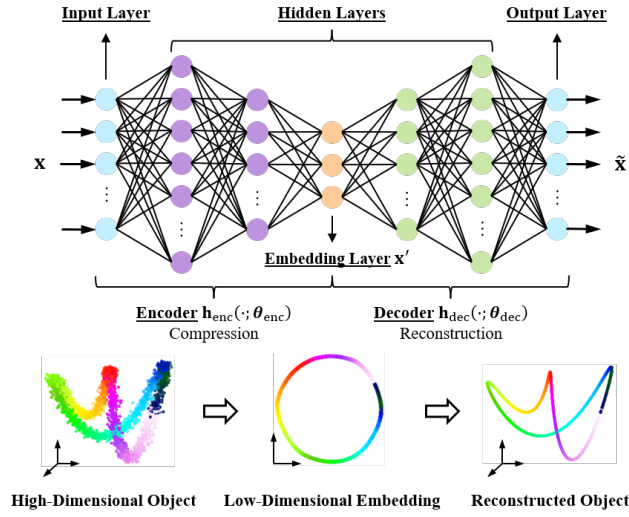 Input Layer Hidden Layers Output Layer
x x̃
Embedding Layer x′
Encoder h_enc(·; θ_enc) Decoder h_dec(·; θ_dec)
Compression Reconstruction
High-Dimensional Object Low-Dimensional Embedding Reconstructed Object